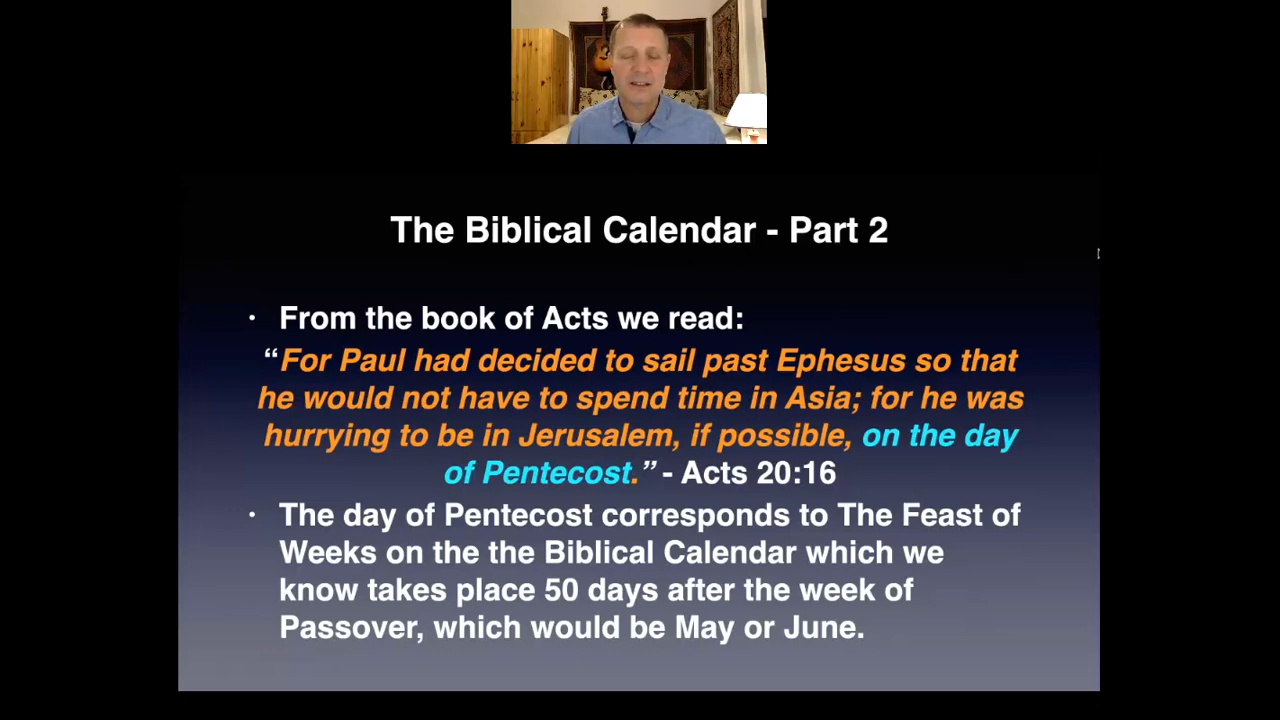 The Biblical Calendar - Part 2
• From the book of Acts we read:
“For Paul had decided to sail past Ephesus so that
he would not have to spend time in Asia; for he was
hurrying to be in Jerusalem, if possible, on the day
of Pentecost.” - Acts 20:16
• The day of Pentecost corresponds to The Feast of
Weeks on the the Biblical Calendar which we
know takes place 50 days after the week of
Passover, which would be May or June.